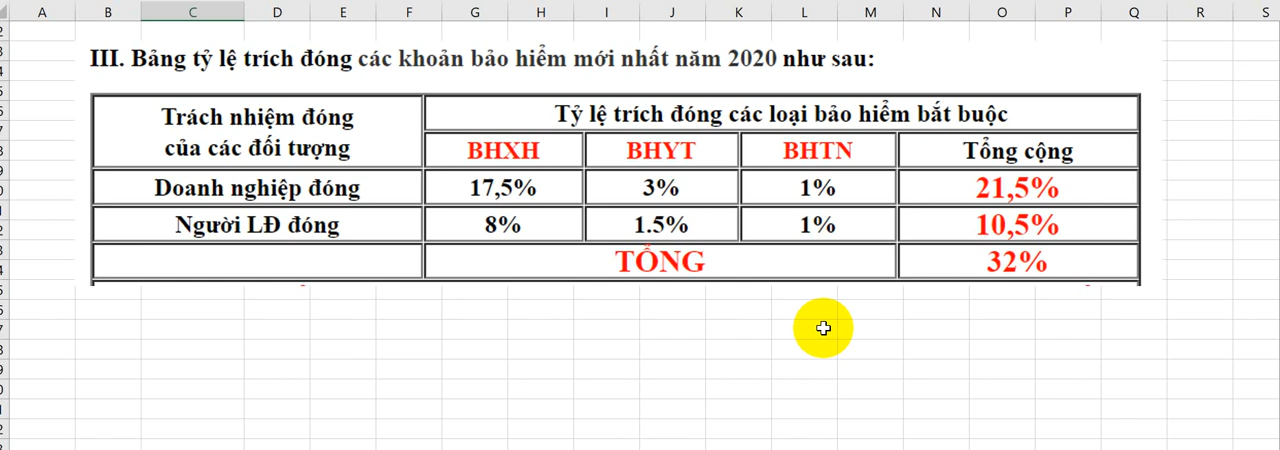 A B C D E F G H I J K L M N O P Q R S
III. Bảng tỷ lệ trích đóng các khoản bảo hiểm mới nhất năm 2020 như sau:
Trách nhiệm đóng
của các đối tượng
Tỷ lệ trích đóng các loại bảo hiểm bắt buộc
BHXH BHYT BHTN Tổng cộng
Doanh nghiệp đóng 17,5% 3% 1% 21,5%
Người LĐ đóng 8% 1.5% 1% 10,5%
TỔNG 32%